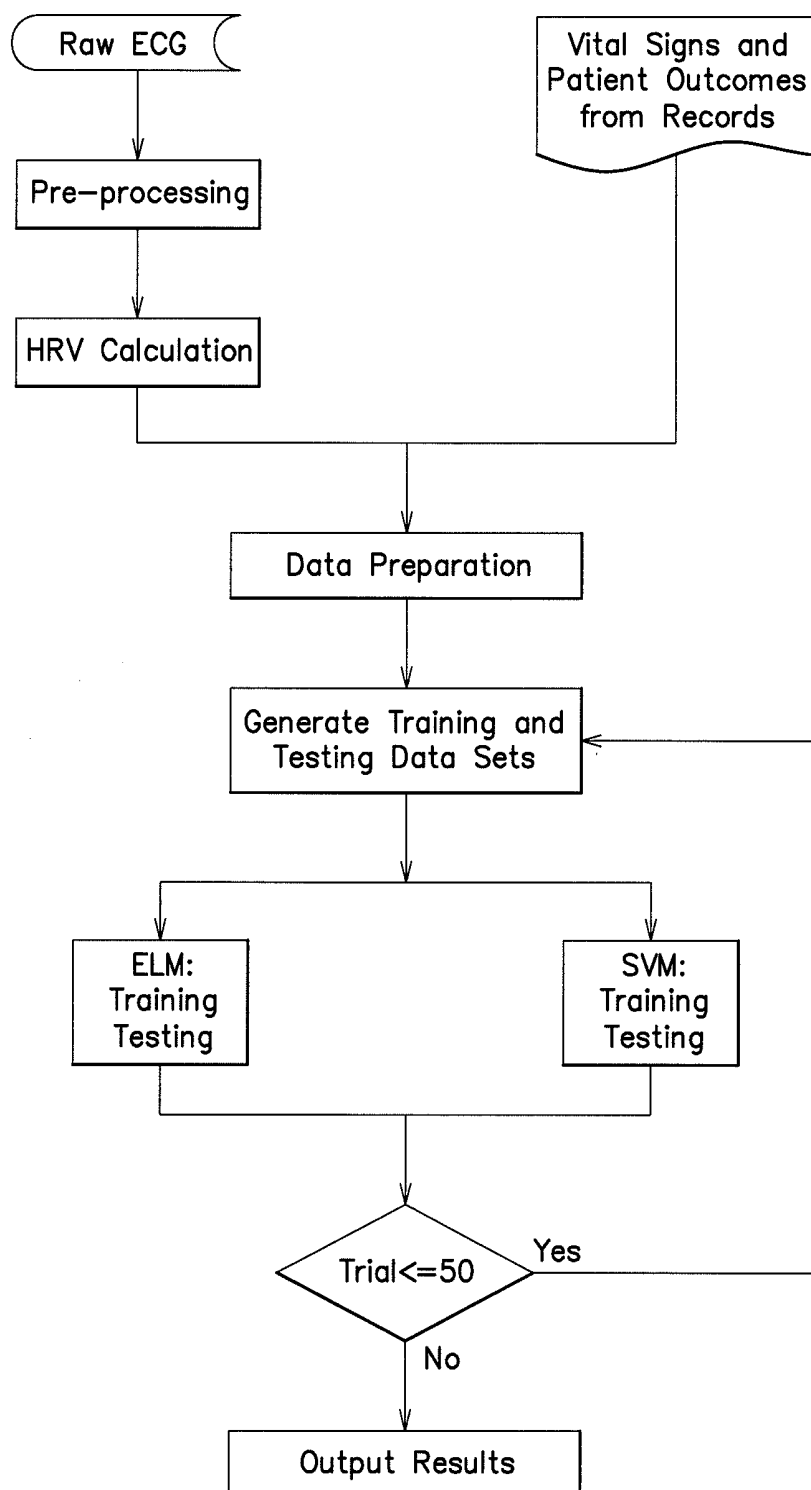 Raw ECG
Vital Signs and
Patient Outcomes
from Records
Pre-processing
HRV Calculation
Data Preparation
Generate Training and
Testing Data Sets
ELM:
Training
Testing
SVM:
Training
Testing
Trial<=50
Yes
No
Output Results